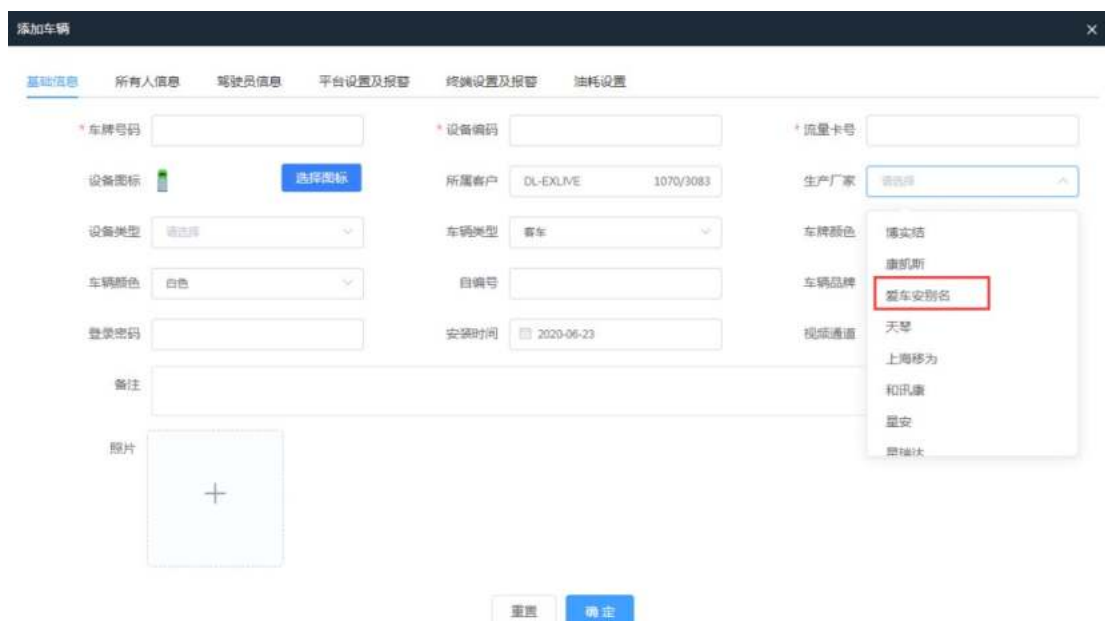 添加车辆
基础信息 所有人信息 驾驶员信息 平台设置及报警 终端设置及报警 油耗设置
* 车牌号码 * 设备编码 * 流量卡号
设备图标 选择图标 所属客户 DL-EXLIVE 1070/3083 生产厂家 请选择
设备类型 请选择 车辆类型 客车 车牌颜色
车辆颜色 白色 自编号 车辆品牌
登录密码 安装时间 2020-06-23 视频通道
博实结
康凯斯
爱车安别名
天琴
上海移为
和讯康
星安
星瑞达
备注
照片
重置 确定